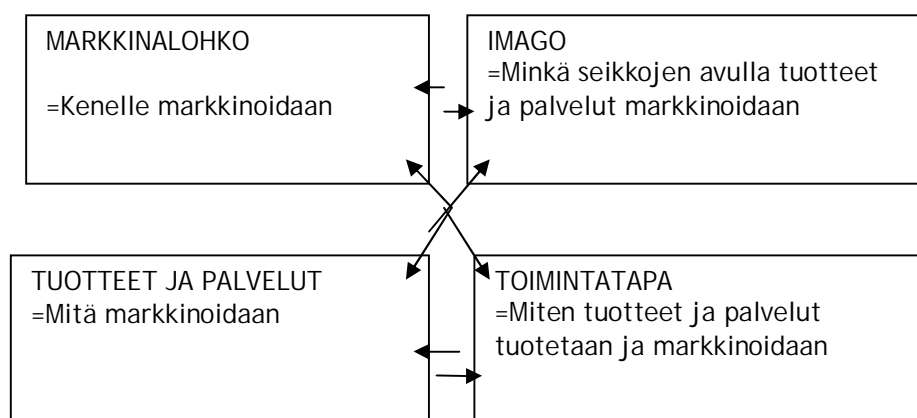 MARKKINALOHKO
=Kenelle markkinoidaan
IMAGO
=Minkä seikkojen avulla tuotteet
ja palvelut markkinoidaan
TUOTTEET JA PALVELUT
=Mitä markkinoidaan
TOIMINTATAPA
=Miten tuotteet ja palvelut
tuotetaan ja markkinoidaan